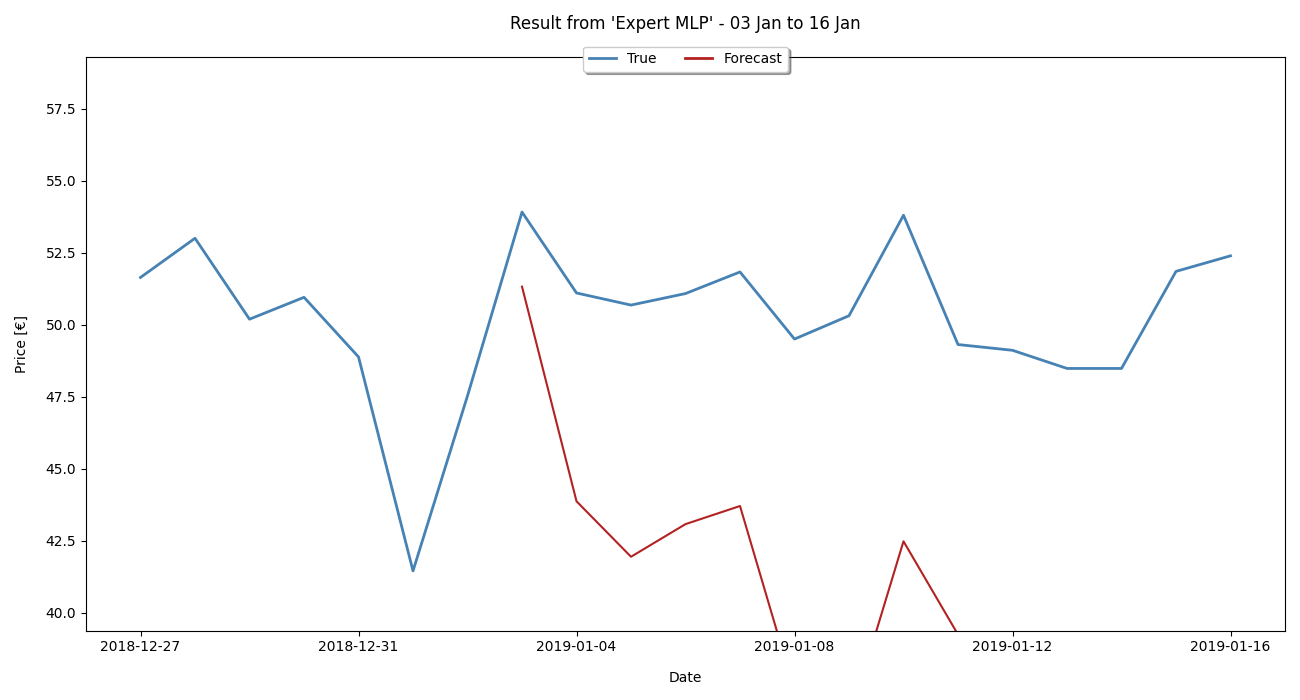 Result from 'Expert MLP' - 03 Jan to 16 Jan
True
Forecast
57.5
55.0
52.5
50.0
47.5
45.0
42.5
40.0
Price [€]
2018-12-27
2018-12-31
2019-01-04
2019-01-08
2019-01-12
2019-01-16
Date